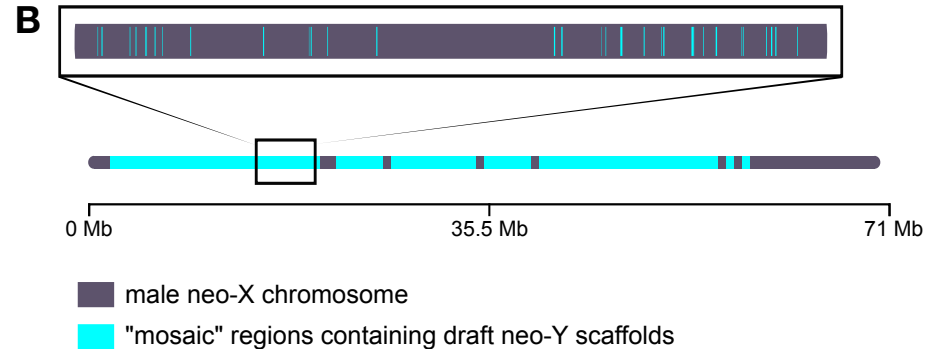 B
0 Mb
35.5 Mb
71 Mb
male neo-X chromosome
"mosaic" regions containing draft neo-Y scaffolds